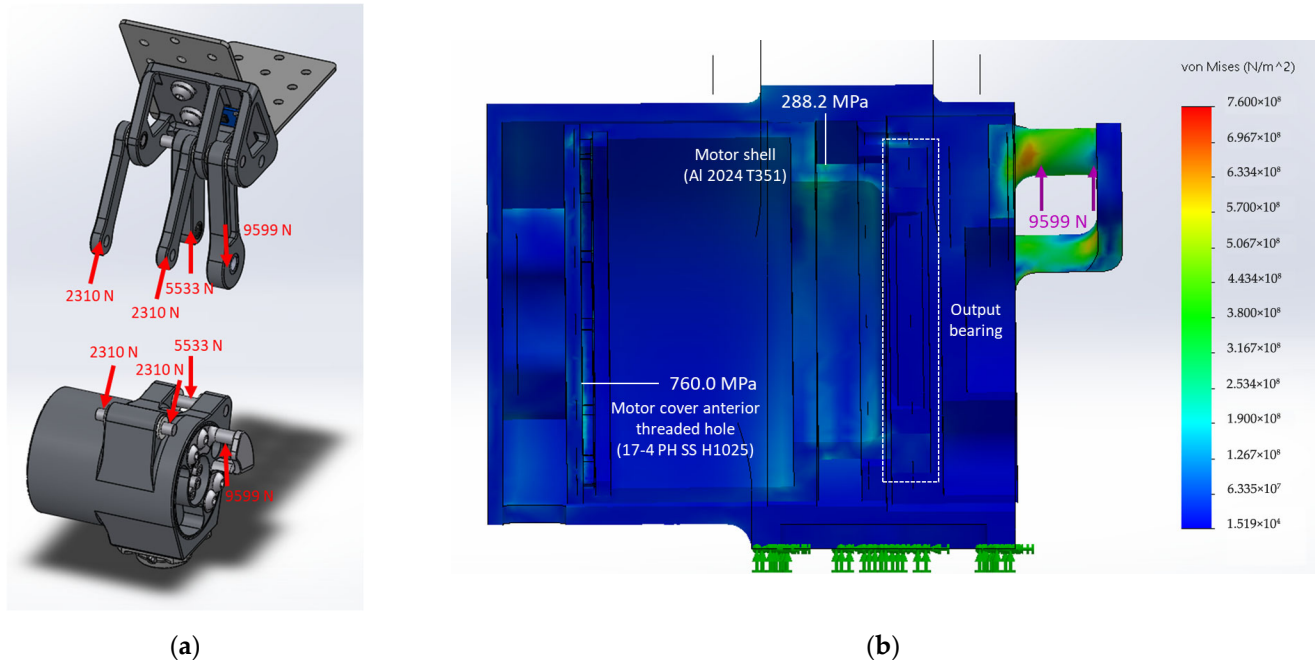 9599 N
5533 N
2310 N
2310 N
5533 N
2310 N
2310 N
9599 N
(a)
von Mises (N/m^2)
7.600×10⁸
6.967×10⁸
6.334×10⁸
5.700×10⁸
5.067×10⁸
4.434×10⁸
3.800×10⁸
3.167×10⁸
2.534×10⁸
1.900×10⁸
1.267×10⁸
6.335×10⁷
1.519×10⁴
288.2 MPa
Motor shell
(Al 2024 T351)
9599 N
Output
bearing
760.0 MPa
Motor cover anterior
threaded hole
(17-4 PH SS H1025)
(b)